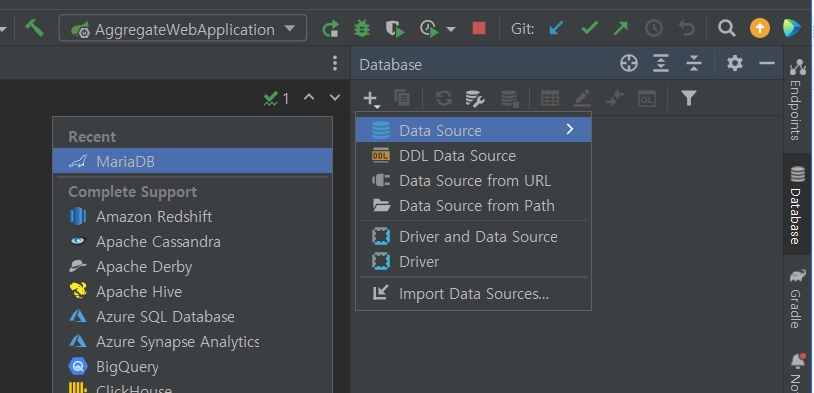 AggregateWebApplication
Git:
Database
1
Recent
MariaDB
Complete Support
Amazon Redshift
Apache Cassandra
Apache Derby
Apache Hive
Azure SQL Database
Azure Synapse Analytics
BigQuery
ClickHouse
Data Source
DDL DDL Data Source
Data Source from URL
Data Source from Path
Driver and Data Source
Driver
Import Data Sources...
QL
Endpoints
Database
Gradle